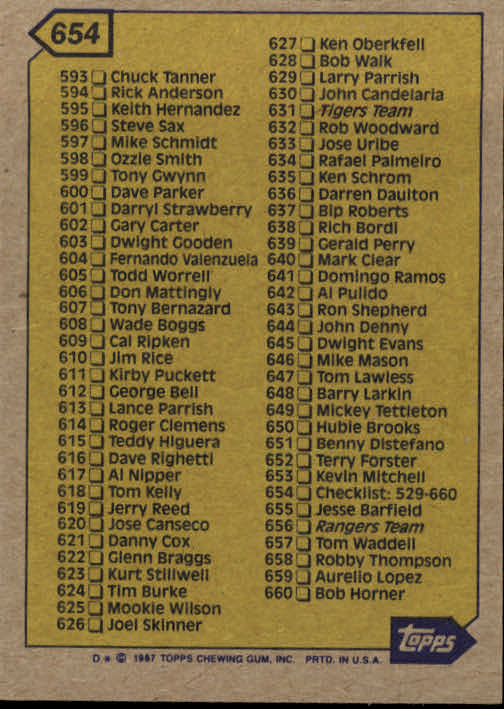 654
593 Chuck Tanner
594 Rick Anderson
595 Keith Hernandez
596 Steve Sax
597 Mike Schmidt
598 Ozzie Smith
599 Tony Gwynn
600 Dave Parker
601 Darryl Strawberry
602 Gary Carter
603 Dwight Gooden
604 Fernando Valenzuela
605 Todd Worrell
606 Don Mattingly
607 Tony Bernazard
608 Wade Boggs
609 Cal Ripken
610 Jim Rice
611 Kirby Puckett
612 George Bell
613 Lance Parrish
614 Roger Clemens
615 Teddy Higuera
616 Dave Righetti
617 Al Nipper
618 Tom Kelly
619 Jerry Reed
620 Jose Canseco
621 Danny Cox
622 Glenn Braggs
623 Kurt Stillwell
624 Tim Burke
625 Mookie Wilson
626 Joel Skinner
627 Ken Oberkfell
628 Bob Walk
629 Larry Parrish
630 John Candelaria
631 Tigers Team
632 Rob Woodward
633 Jose Uribe
634 Rafael Palmeiro
635 Ken Schrom
636 Darren Daulton
637 Bip Roberts
638 Rich Bordi
639 Gerald Perry
640 Mark Clear
641 Domingo Ramos
642 Al Pulido
643 Ron Shepherd
644 John Denny
645 Dwight Evans
646 Mike Mason
647 Tom Lawless
648 Barry Larkin
649 Mickey Tettleton
650 Hubie Brooks
651 Benny Distefano
652 Terry Forster
653 Kevin Mitchell
654 Checklist: 529-660
655 Jesse Barfield
656 Rangers Team
657 Tom Waddell
658 Robby Thompson
659 Aurelio Lopez
660 Bob Horner
Topps
D * © 1987 TOPPS CHEWING GUM, INC. PRTD. IN U.S.A.